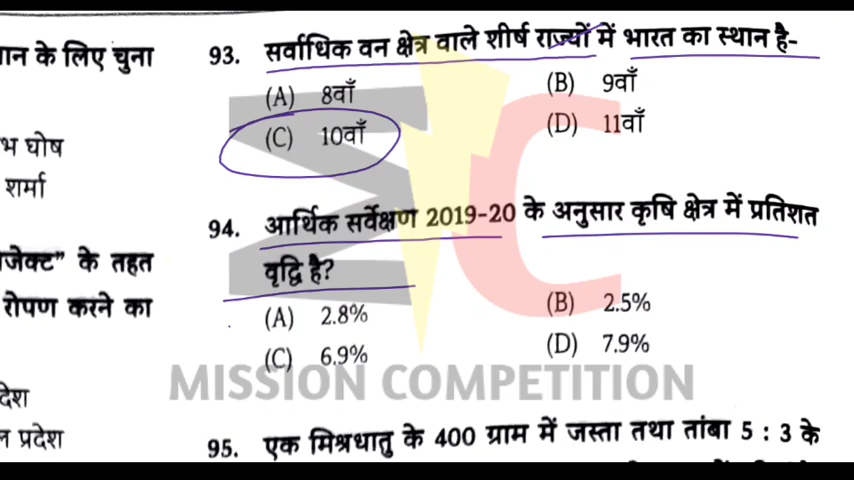 ान के लिए चुना
भ घोष
शर्मा
जेक्ट" के तहत
रोपण करने का
देश
ल प्रदेश
93. सर्वाधिक वन क्षेत्र वाले शीर्ष राज्यों में भारत का स्थान है-
(A) 8वाँ (B) 9वाँ
(C) 10वाँ (D) 11वाँ
94. आर्थिक सर्वेक्षण 2019-20 के अनुसार कृषि क्षेत्र में प्रतिशत
वृद्धि है?
(A) 2.8% (B) 2.5%
(C) 6.9% (D) 7.9%
MISSION COMPETITION
95. एक मिश्रधातु के 400 ग्राम में जस्ता तथा तांबा 5 : 3 के